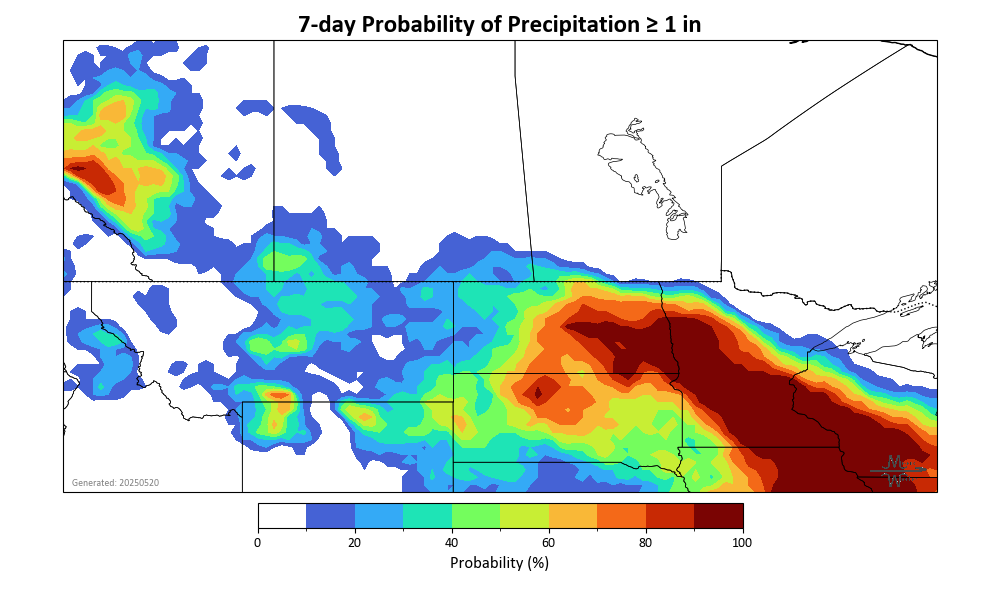 7-day Probability of Precipitation ≥ 1 in
Generated: 20250520
0 20 40 60 80 100
Probability (%)